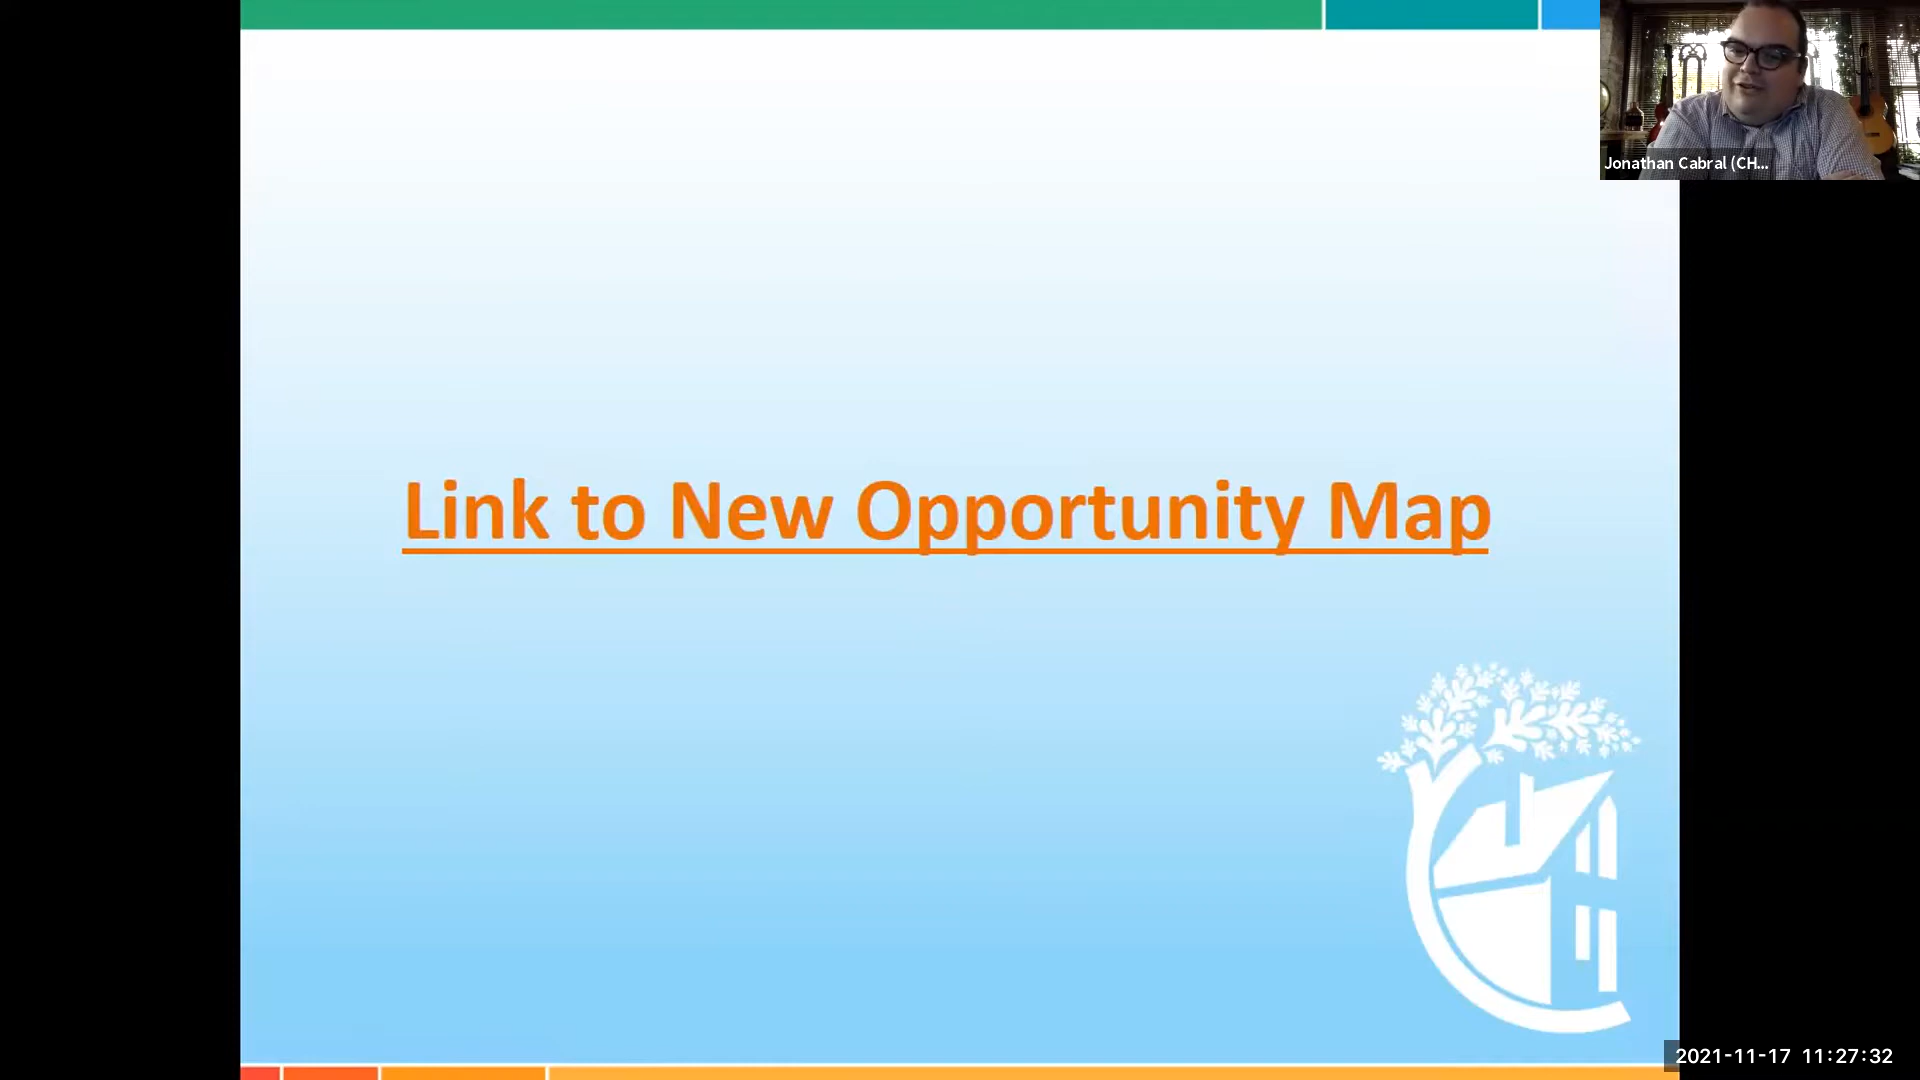 Jonathan Cabral (CH...
Link to New Opportunity Map
2021-11-17 11:27:32